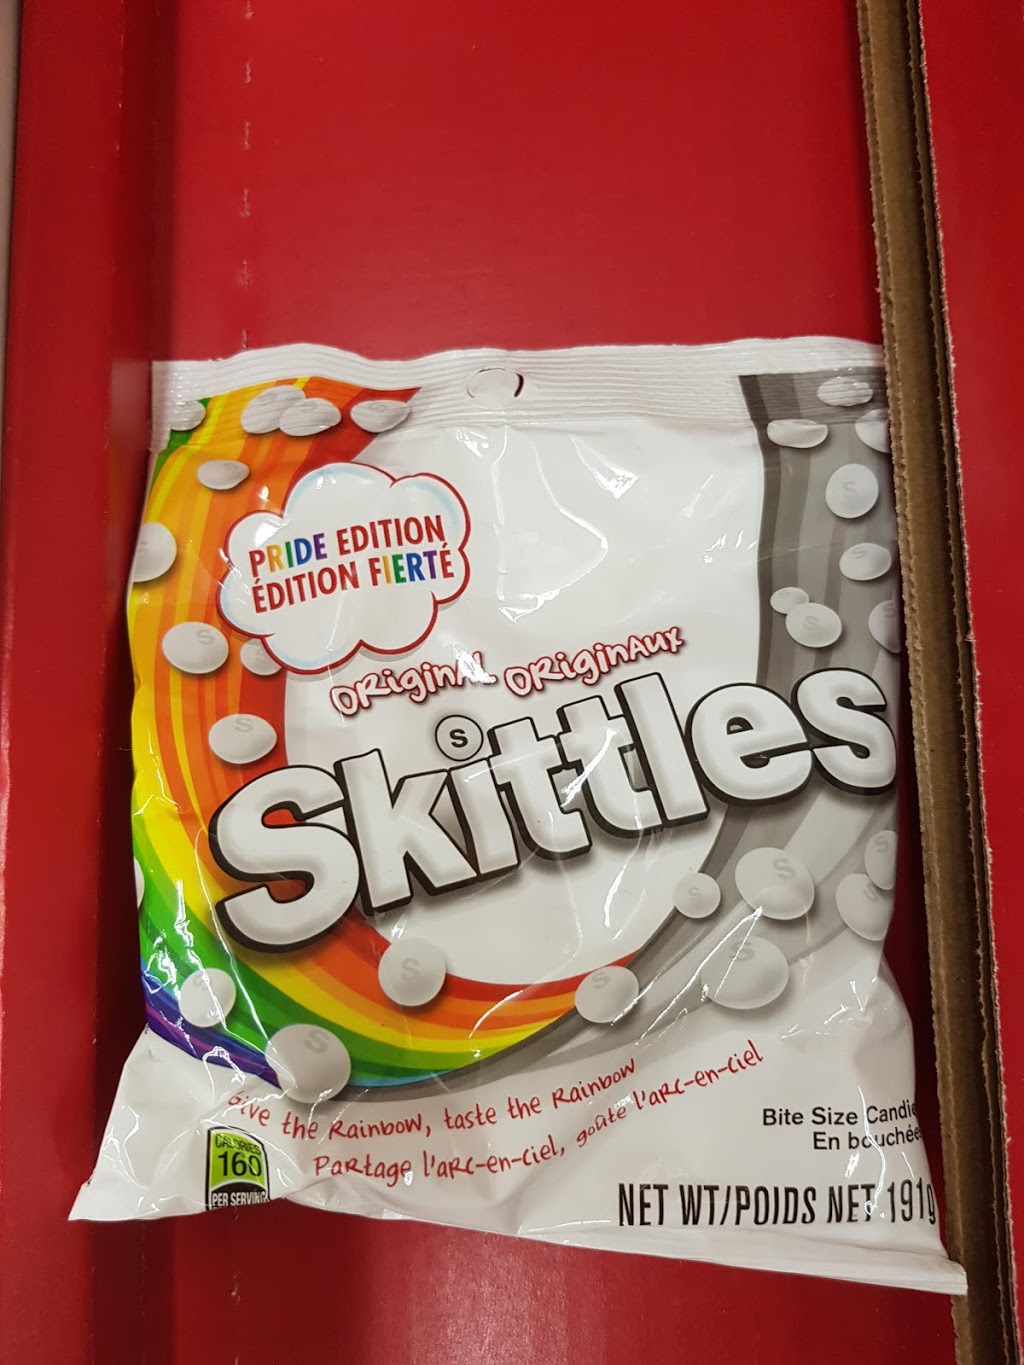 PRIDE EDITION
ÉDITION FIERTÉ
ORiginAL ORiginAux
Skittles
Give the Rainbow, taste the Rainbow
Partage l'arc-en-ciel, goûte l'arc-en-ciel
CALORIES
160
PER SERVING
Bite Size Candie
En bouchée
NET WT/POIDS NET 191g